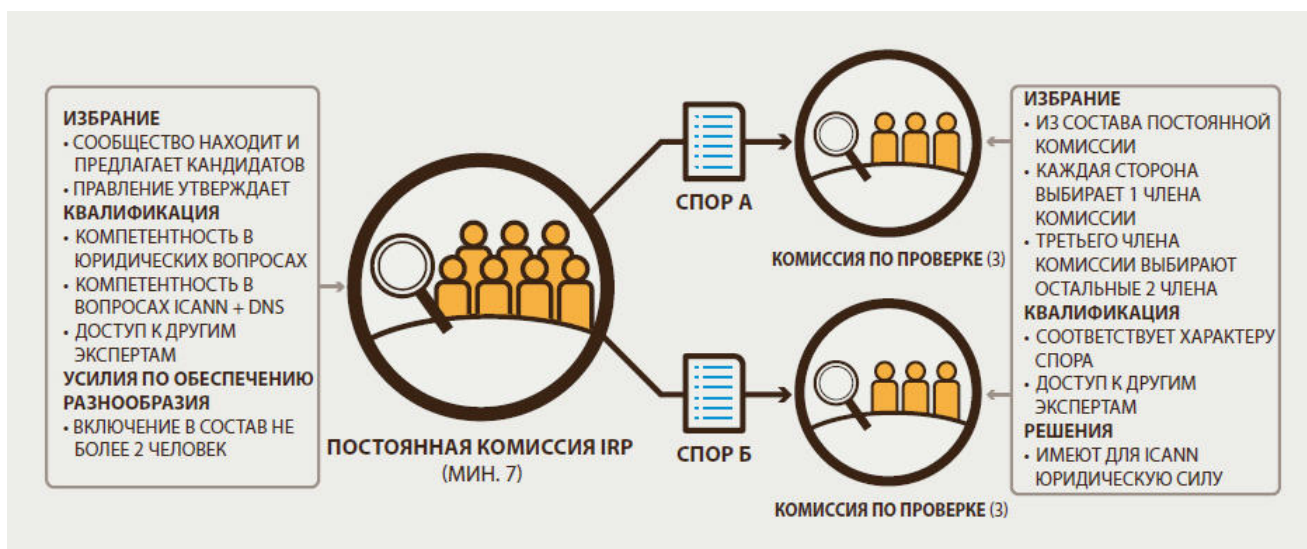 ИЗБРАНИЕ
• СООБЩЕСТВО НАХОДИТ И
ПРЕДЛАГАЕТ КАНДИДАТОВ
• ПРАВЛЕНИЕ УТВЕРЖДАЕТ
КВАЛИФИКАЦИЯ
• КОМПЕТЕНТНОСТЬ В
ЮРИДИЧЕСКИХ ВОПРОСАХ
• КОМПЕТЕНТНОСТЬ В
ВОПРОСАХ ICANN + DNS
• ДОСТУП К ДРУГИМ
ЭКСПЕРТАМ
УСИЛИЯ ПО ОБЕСПЕЧЕНИЮ
РАЗНООБРАЗИЯ
• ВКЛЮЧЕНИЕ В СОСТАВ НЕ
БОЛЕЕ 2 ЧЕЛОВЕК
ПОСТОЯННАЯ КОМИССИЯ IRP
(МИН. 7)
СПОР А
КОМИССИЯ ПО ПРОВЕРКЕ (3)
СПОР Б
КОМИССИЯ ПО ПРОВЕРКЕ (3)
ИЗБРАНИЕ
• ИЗ СОСТАВА ПОСТОЯННОЙ
КОМИССИИ
• КАЖДАЯ СТОРОНА
ВЫБИРАЕТ 1 ЧЛЕНА
КОМИССИИ
• ТРЕТЬЕГО ЧЛЕНА
КОМИССИИ ВЫБИРАЮТ
ОСТАЛЬНЫЕ 2 ЧЛЕНА
КВАЛИФИКАЦИЯ
• СООТВЕТСТВУЕТ ХАРАКТЕРУ
СПОРА
• ДОСТУП К ДРУГИМ
ЭКСПЕРТАМ
РЕШЕНИЯ
• ИМЕЮТ ДЛЯ ICANN
ЮРИДИЧЕСКУЮ СИЛУ